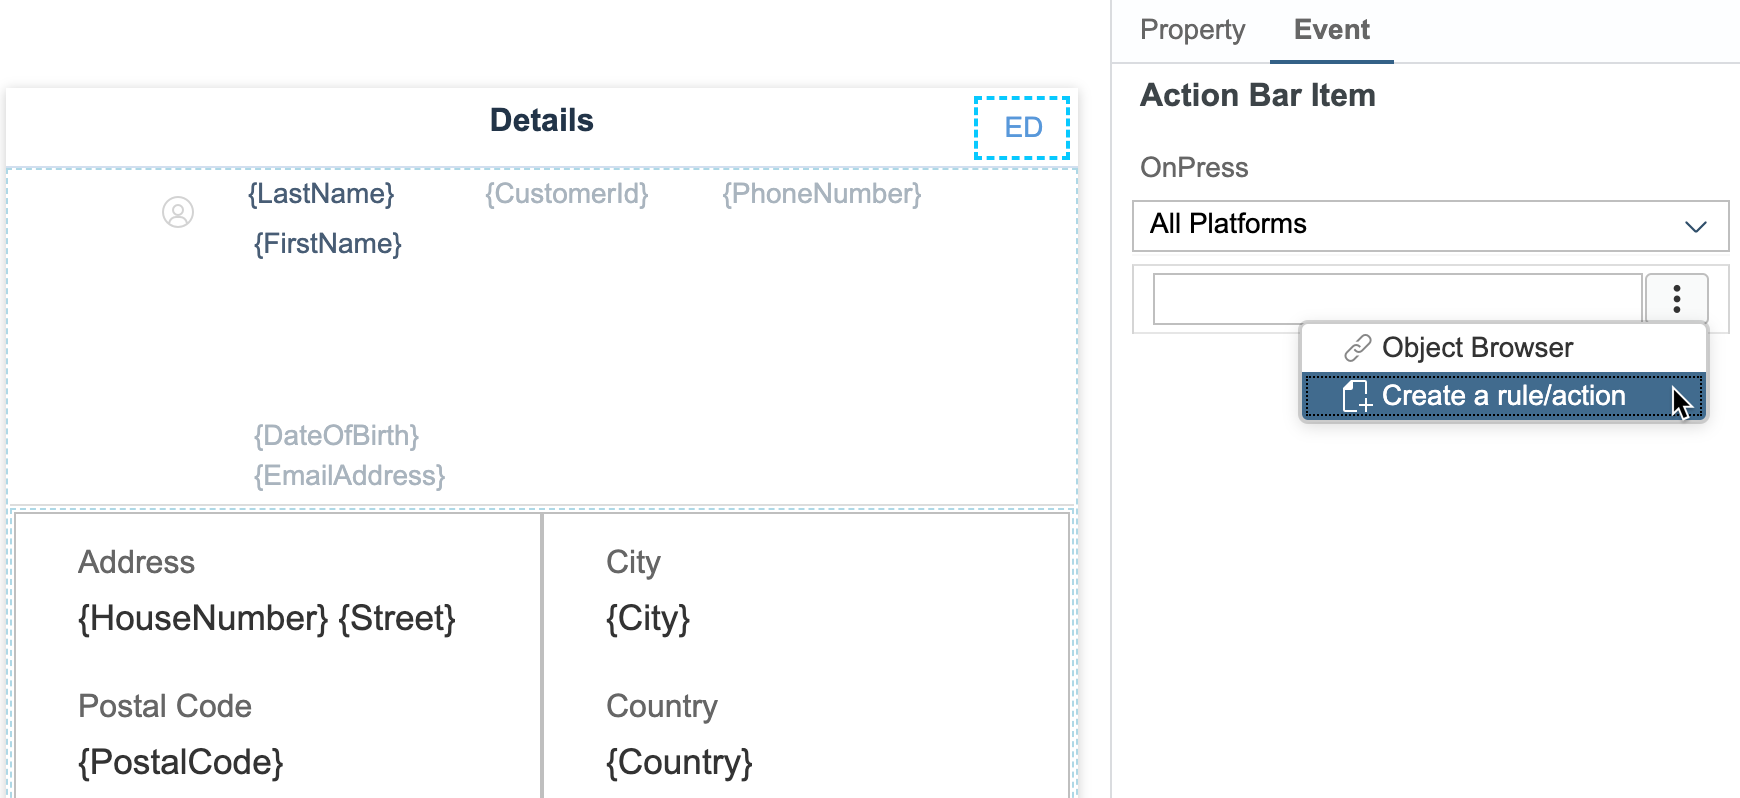 Property Event
Action Bar Item
OnPress
All Platforms
Object Browser
Create a rule/action
Details
ED
{LastName} {CustomerId} {PhoneNumber}
{FirstName}
{DateOfBirth}
{EmailAddress}
Address
{HouseNumber} {Street}
City
{City}
Postal Code
{PostalCode}
Country
{Country}